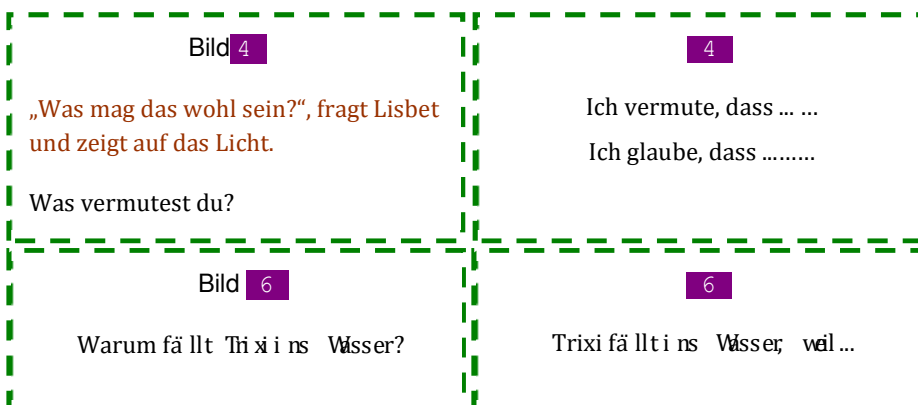 Bild 4
„Was mag das wohl sein?“, fragt Lisbet
und zeigt auf das Licht.
Was vermutest du?
4
Ich vermute, dass ... ...
Ich glaube, dass .........
Bild 6
Warum fällt Trixi ins Wasser?
6
Trixi fällt ins Wasser, weil ...